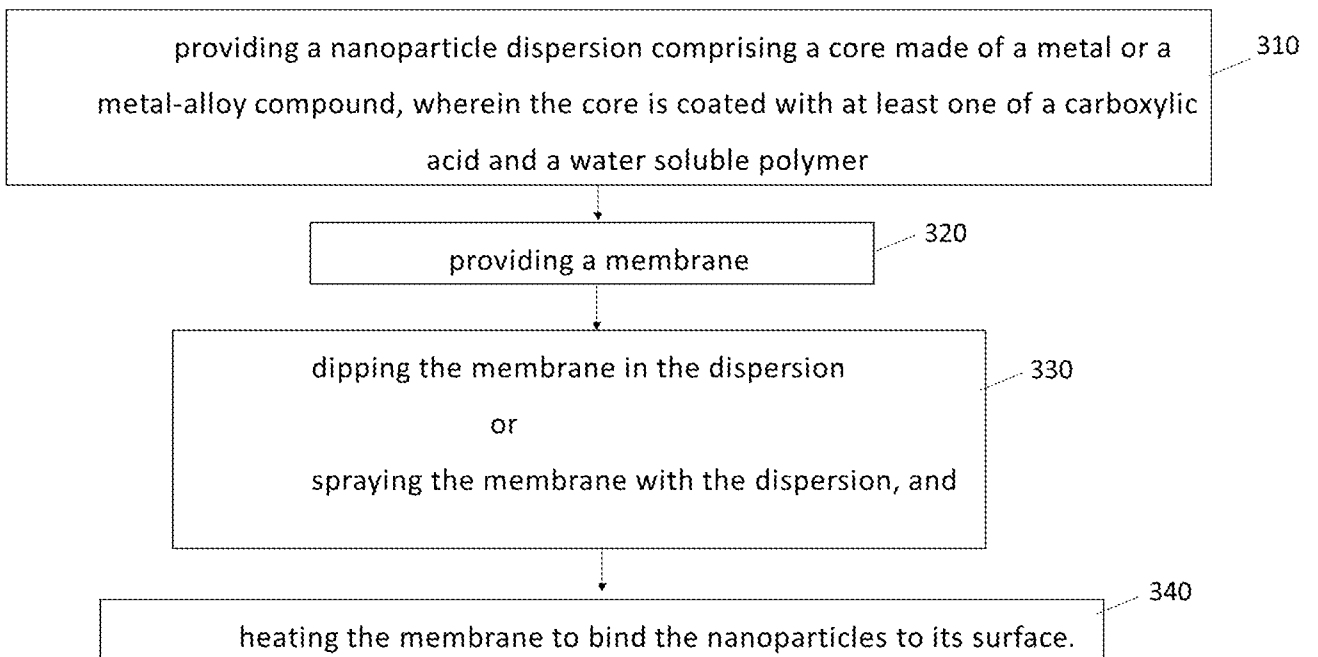 providing a nanoparticle dispersion comprising a core made of a metal or a
310
metal-alloy compound, wherein the core is coated with at least one of a carboxylic
acid and a water soluble polymer
320
providing a membrane
dipping the membrane in the dispersion
330
or
spraying the membrane with the dispersion, and
340
heating the membrane to bind the nanoparticles to its surface.